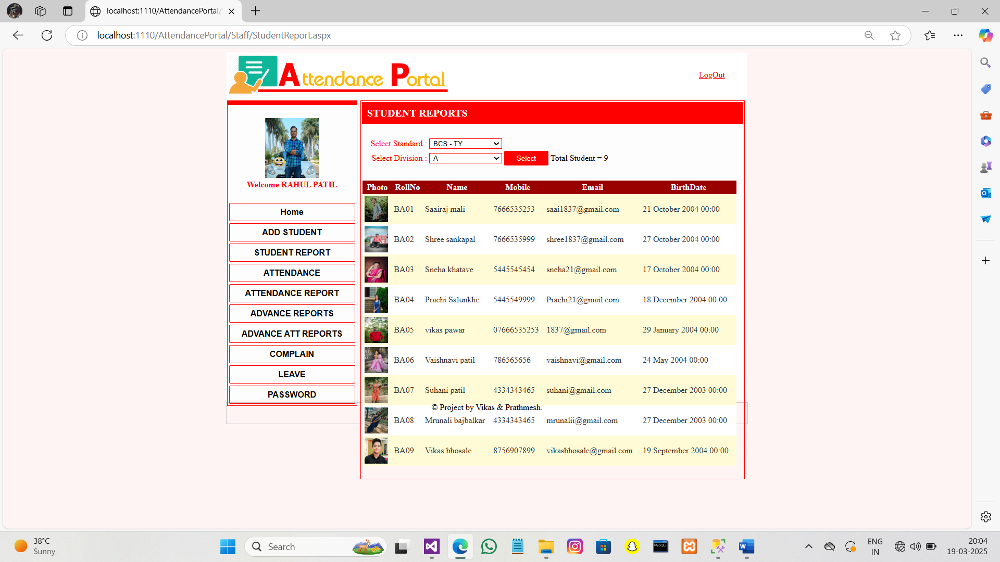 localhost:1110/AttendancePortal/
localhost:1110/AttendancePortal/Staff/StudentReport.aspx
Attendance Portal
LogOut
Welcome RAHUL PATIL
Home
ADD STUDENT
STUDENT REPORT
ATTENDANCE
ATTENDANCE REPORT
ADVANCE REPORTS
ADVANCE ATT REPORTS
COMPLAIN
LEAVE
PASSWORD
STUDENT REPORTS
Select Standard : BCS - TY
Select Division : A Select Total Student = 9
Photo RollNo Name Mobile Email BirthDate
BA01 Saairaj mali 7666535253 saai1837@gmail.com 21 October 2004 00:00
BA02 Shree sankapal 7666535999 shree1837@gmail.com 27 October 2004 00:00
BA03 Sneha khatave 5445545454 sneha21@gmail.com 17 October 2004 00:00
BA04 Prachi Salunkhe 5445549999 Prachi21@gmail.com 18 December 2004 00:00
BA05 vikas pawar 07666535253 1837@gmail.com 29 January 2004 00:00
BA06 Vaishnavi patil 786565656 vaishnavi@gmail.com 24 May 2004 00:00
BA07 Suhani patil 4334343465 suhani@gmail.com 27 December 2003 00:00
© Project by Vikas & Prathmesh.
BA08 Mrunali bajbalkar 4334343465 mrunalii@gmail.com 27 December 2003 00:00
BA09 Vikas bhosale 8756907899 vikasbhosale@gmail.com 19 September 2004 00:00
38°C
Sunny
Search
ENG
IN
20:04
19-03-2025